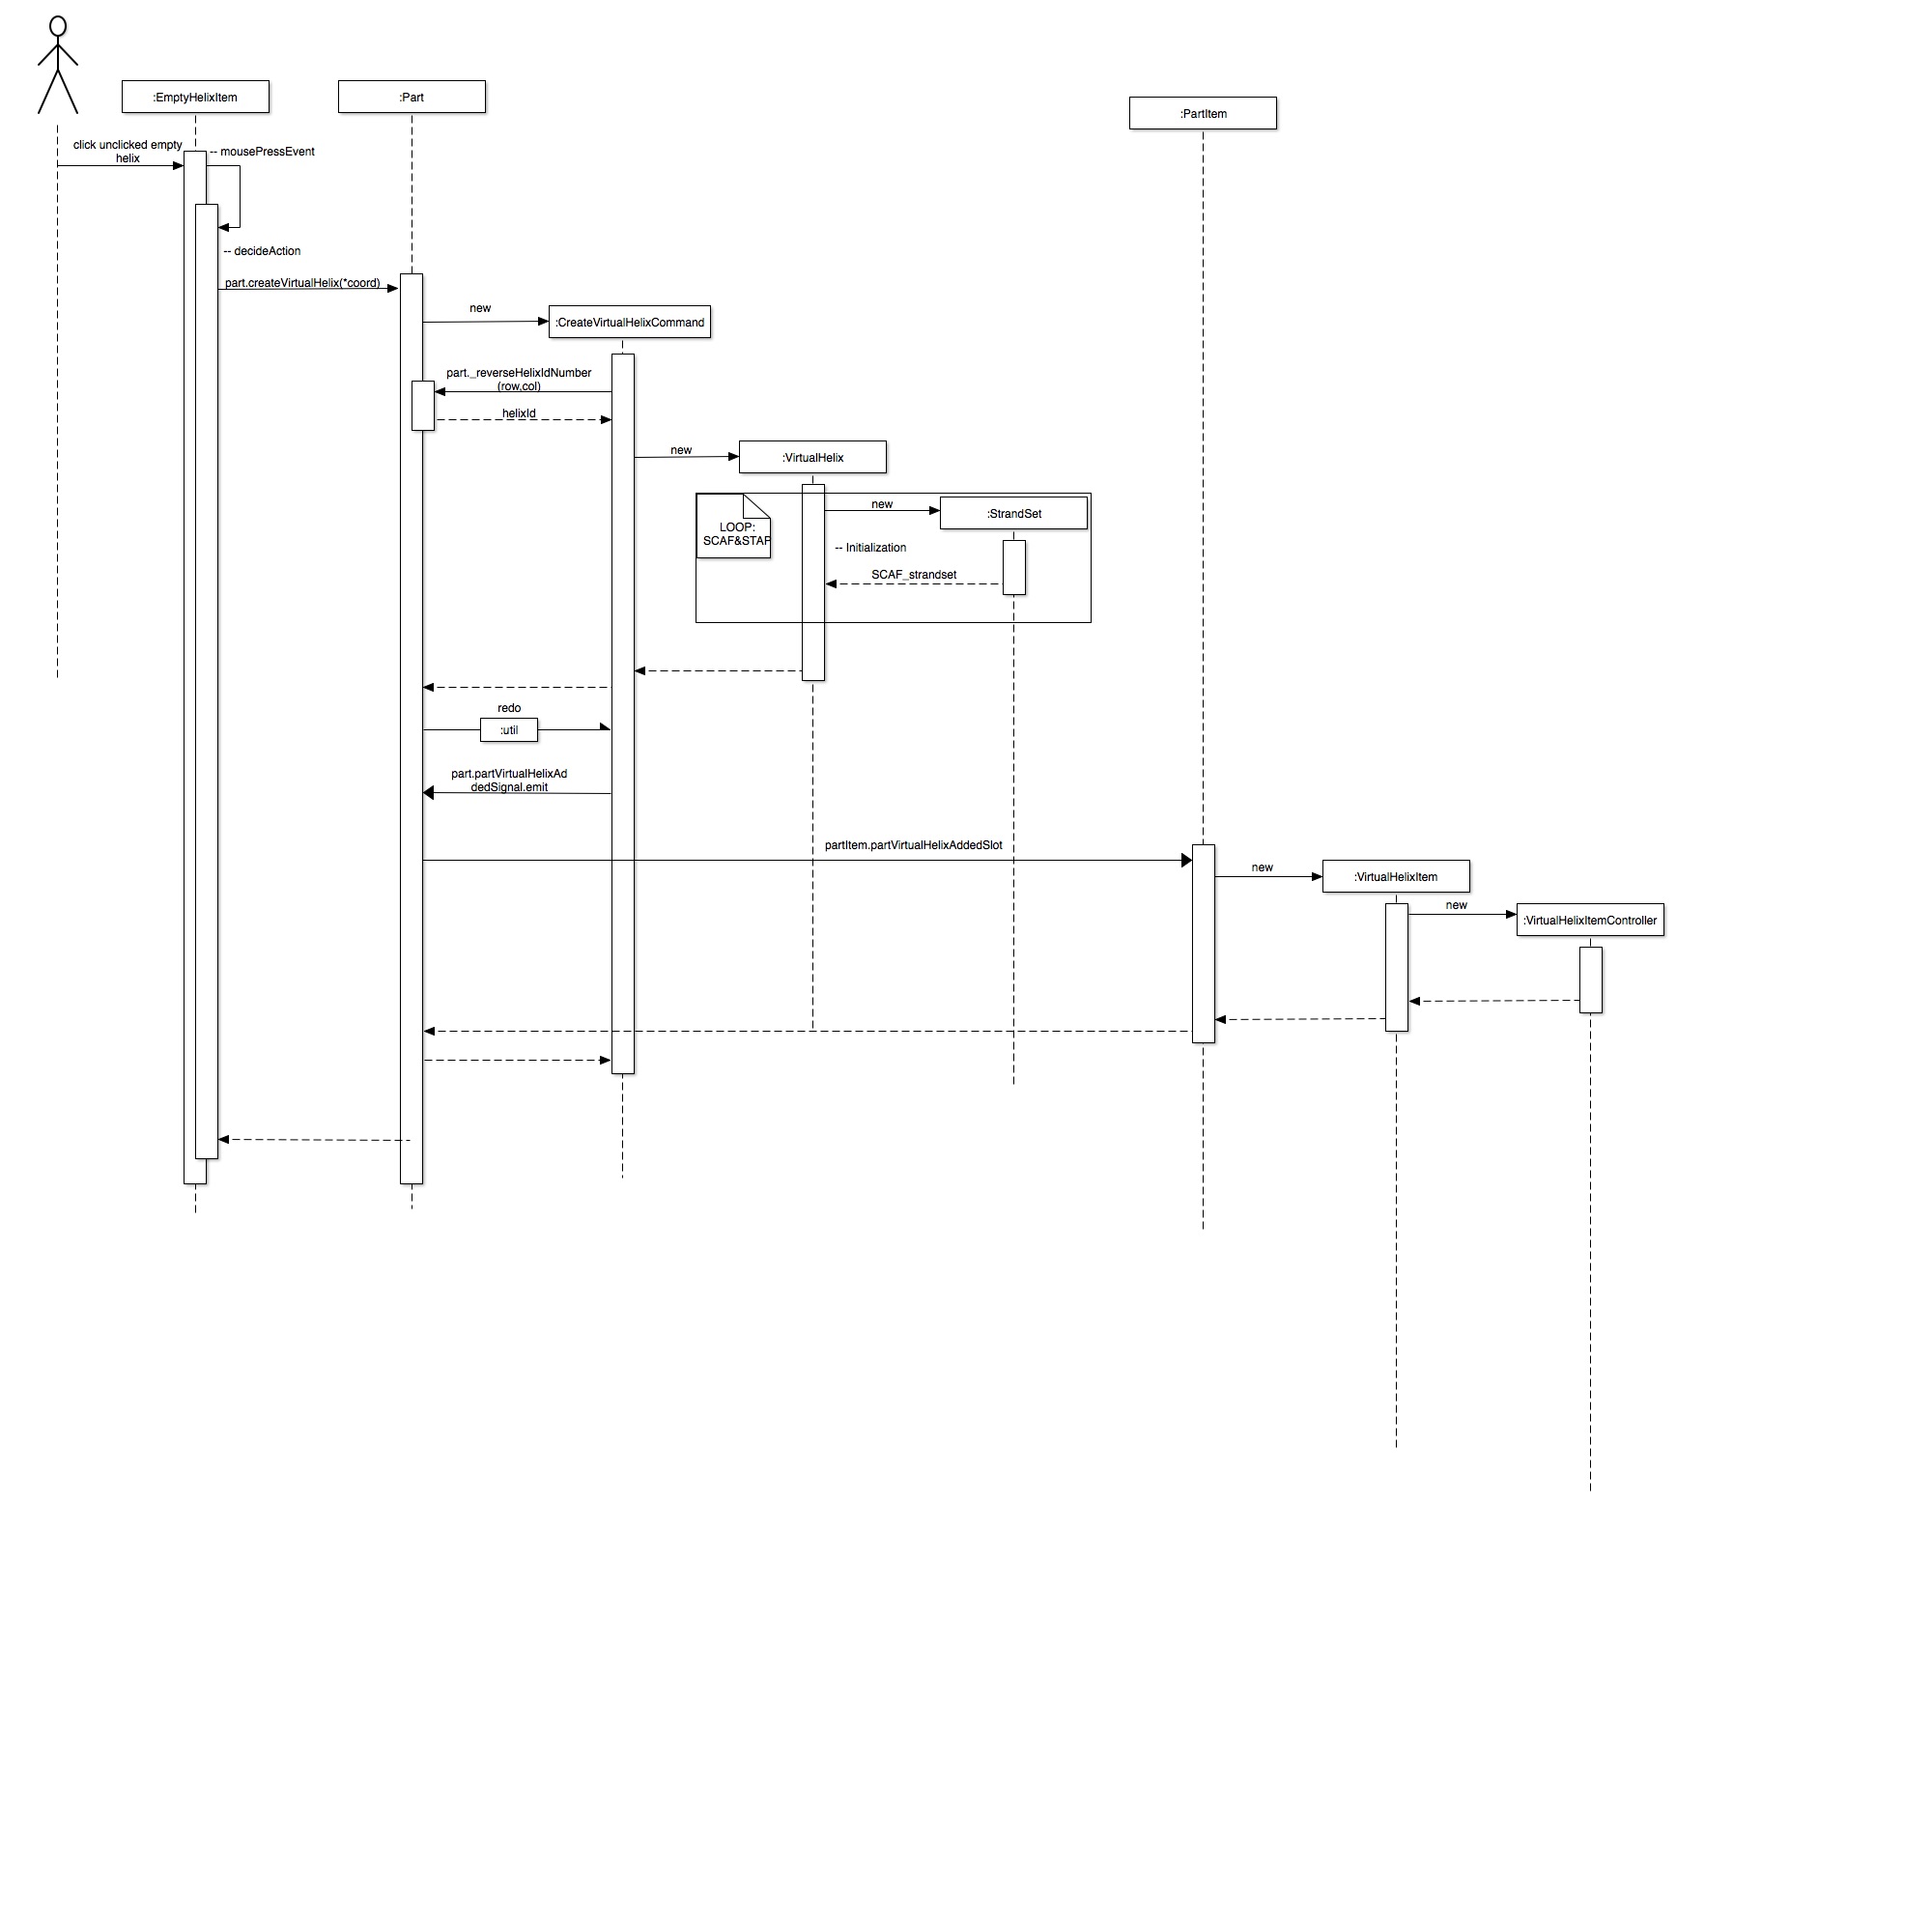 :EmptyHelixItem
:Part
:PartItem
click unclicked empty
helix
-- mousePressEvent
-- decideAction
part.createVirtualHelix(*coord)
new
:CreateVirtualHelixCommand
part._reverseHelixIdNumber
(row,col)
helixId
new
:VirtualHelix
LOOP:
SCAF&STAP
new
:StrandSet
-- Initialization
SCAF_strandset
redo
:util
part.partVirtualHelixAd
dedSignal.emit
partItem.partVirtualHelixAddedSlot
new
:VirtualHelixItem
new
:VirtualHelixItemController